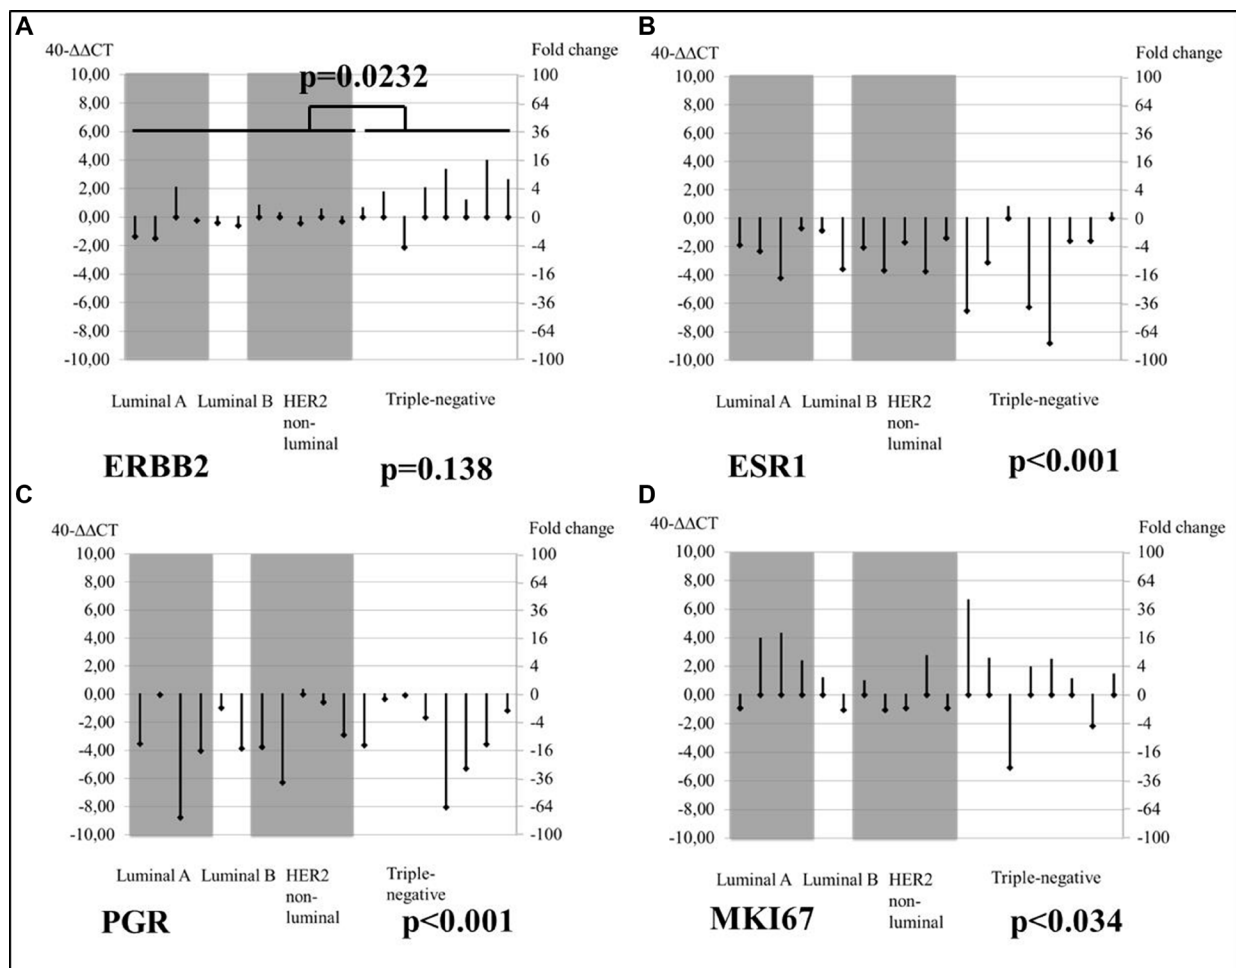 A
40-ΔΔCT
Fold change
p=0.0232
10,00
8,00
6,00
4,00
2,00
0,00
-2,00
-4,00
-6,00
-8,00
-10,00
100
64
36
16
4
0
-4
-16
-36
-64
-100
Luminal A
Luminal B
HER2
non-
luminal
Triple-negative
ERBB2
p=0.138
B
40-ΔΔCT
Fold change
10,00
8,00
6,00
4,00
2,00
0,00
-2,00
-4,00
-6,00
-8,00
-10,00
100
64
36
16
4
0
-4
-16
-36
-64
-100
Luminal A
Luminal B
HER2
non-
luminal
Triple-negative
ESR1
p<0.001
C
40-ΔΔCT
Fold change
10,00
8,00
6,00
4,00
2,00
0,00
-2,00
-4,00
-6,00
-8,00
-10,00
100
64
36
16
4
0
-4
-16
-36
-64
-100
Luminal A
Luminal B
HER2
non-
luminal
Triple-
negative
PGR
p<0.001
D
40-ΔΔCT
Fold change
10,00
8,00
6,00
4,00
2,00
0,00
-2,00
-4,00
-6,00
-8,00
-10,00
100
64
36
16
4
0
-4
-16
-36
-64
-100
Luminal A
Luminal B
HER2
non-
luminal
Triple-negative
MKI67
p<0.034